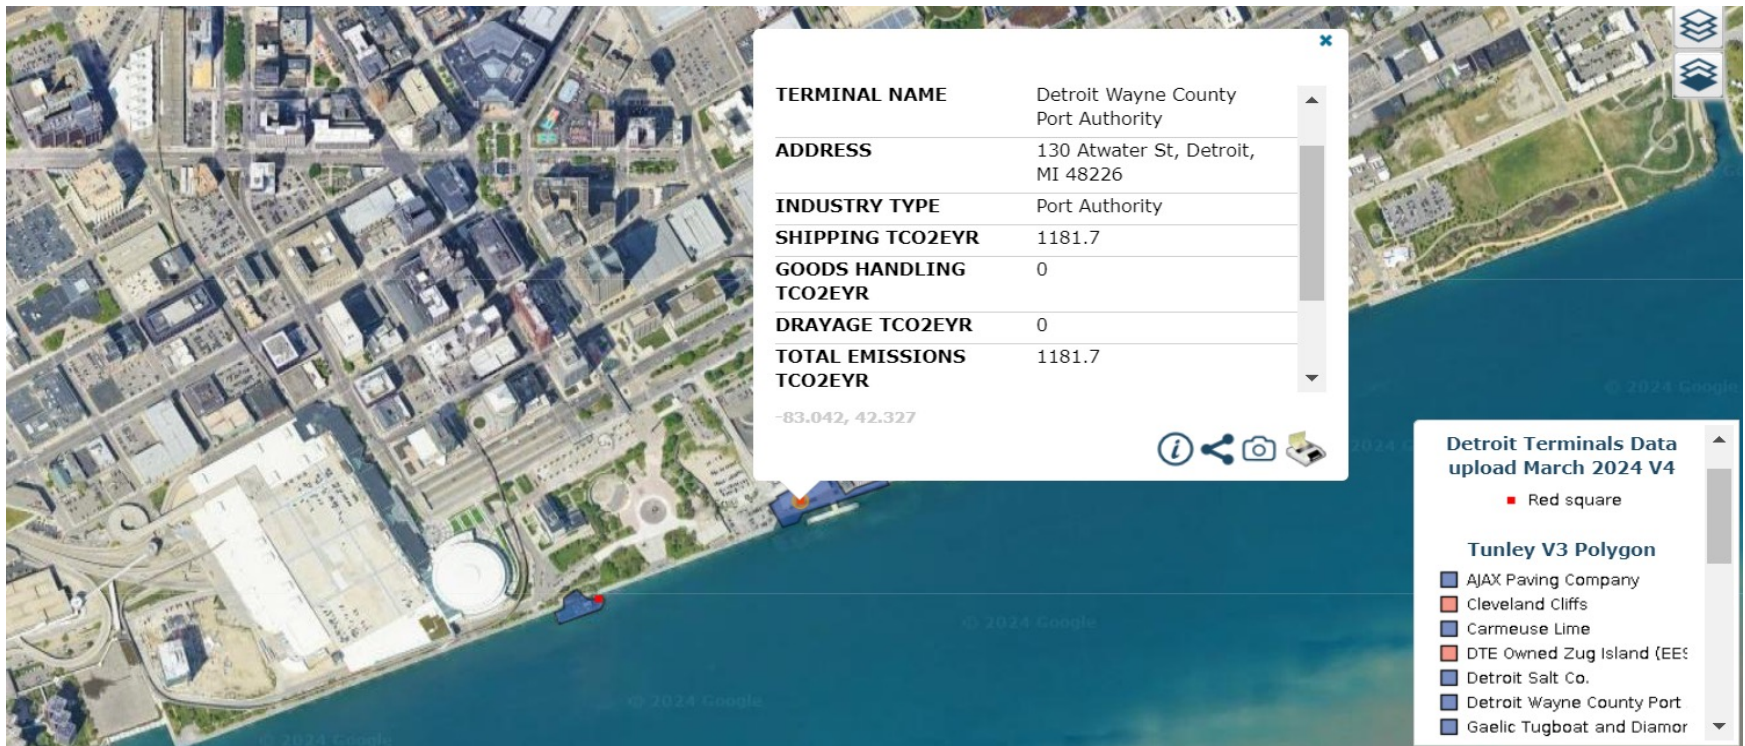 TERMINAL NAME Detroit Wayne County
Port Authority
ADDRESS 130 Atwater St, Detroit,
MI 48226
INDUSTRY TYPE Port Authority
SHIPPING TCO2EYR 1181.7
GOODS HANDLING 0
TCO2EYR
DRAYAGE TCO2EYR 0
TOTAL EMISSIONS 1181.7
TCO2EYR
-83.042, 42.327
Detroit Terminals Data
upload March 2024 V4
Red square
Tunley V3 Polygon
AJAX Paving Company
Cleveland Cliffs
Carmeuse Lime
DTE Owned Zug Island (EES
Detroit Salt Co.
Detroit Wayne County Port
Gaelic Tugboat and Diamor
© 2024 Google
© 2024 Google
© 2024 Google
© 2024 Google